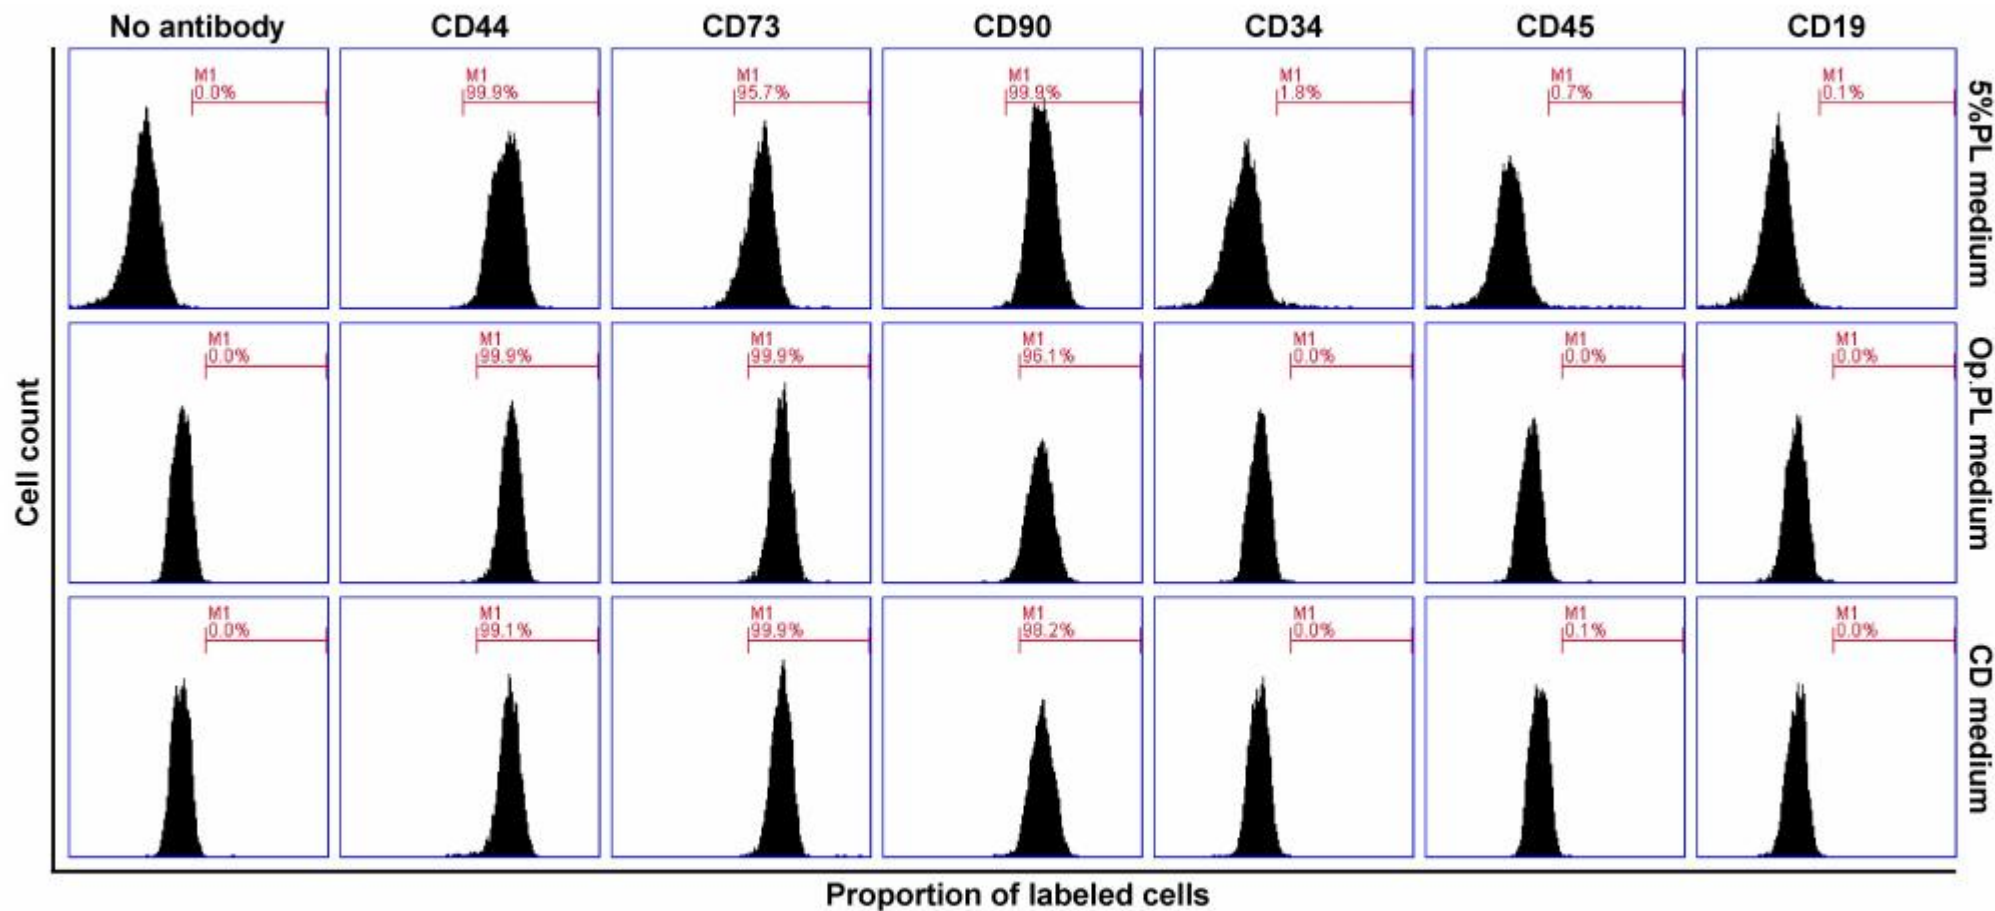 No antibody CD44 CD73 CD90 CD34 CD45 CD19
M1 M1 M1 M1 M1 M1 M1
0.0% 99.9% 95.7% 99.9% 1.8% 0.7% 0.1%
5%PL medium
M1 M1 M1 M1 M1 M1 M1
0.0% 99.9% 99.9% 96.1% 0.0% 0.0% 0.0%
Op.PL medium
M1 M1 M1 M1 M1 M1 M1
0.0% 99.1% 99.9% 98.2% 0.0% 0.1% 0.0%
CD medium
Cell count
Proportion of labeled cells